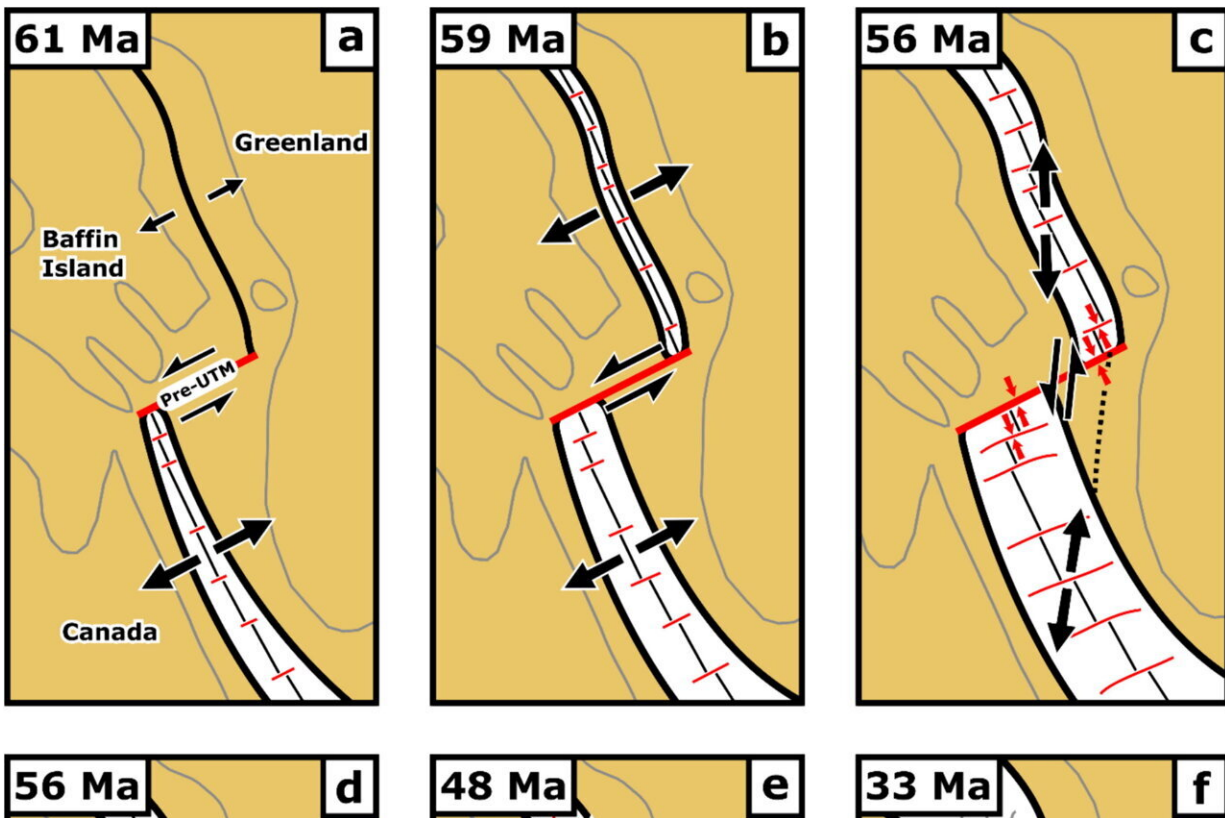 61 Ma
a
Greenland
Baffin
Island
Pre-UTM
Canada
59 Ma
b
56 Ma
c
56 Ma
d
48 Ma
e
33 Ma
f